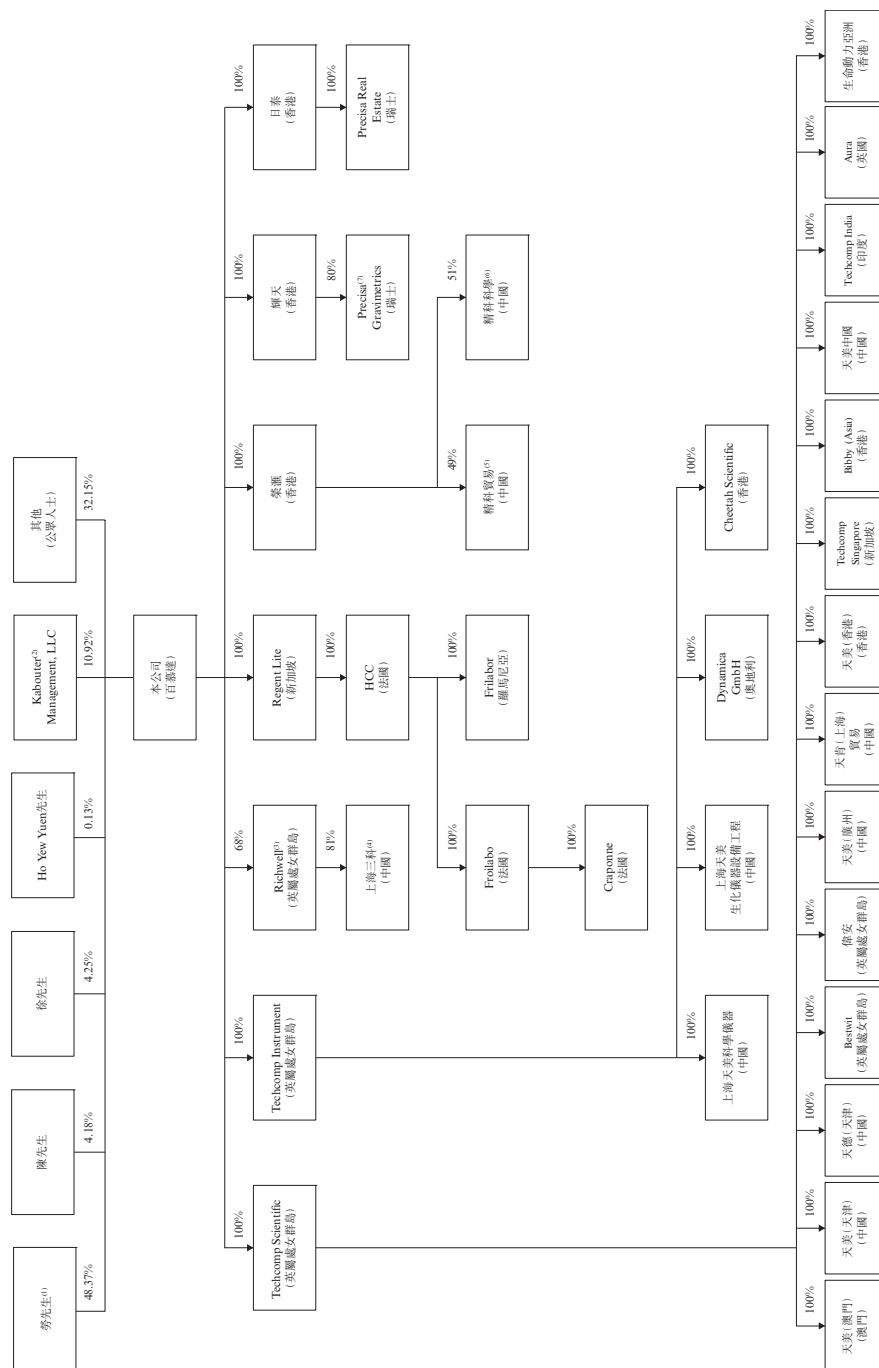 勞先生(1)
陳先生
徐先生
Ho Yew Yuen先生
Kabouter(2)
Management, LLC
其他
(公眾人士)
48.37%
4.18%
4.25%
0.13%
10.92%
32.15%
本公司
(百慕達)
100%
100%
68%
100%
100%
100%
100%
Techcomp Scientific
(英屬處女群島)
Techcomp Instrument
(英屬處女群島)
Richwell(3)
(英屬處女群島)
Regent Lite
(新加坡)
榮滙
(香港)
輝天
(香港)
日泰
(香港)
81%
100%
80%
100%
上海三科(4)
(中國)
HCC
(法國)
Precisa(7)
Gravimetrics
(瑞士)
Precisa Real
Estate
(瑞士)
100%
100%
49%
51%
Froilabo
(法國)
Frilabor
(羅馬尼亞)
精科貿易(5)
(中國)
精科科學(6)
(中國)
100%
Craponne
(法國)
100%
100%
100%
100%
上海天美科學儀器
(中國)
上海天美
生化儀器設備工程
(中國)
Dynamica
GmbH
(奧地利)
Cheetah Scientific
(香港)
100%
100%
100%
100%
100%
100%
100%
100%
100%
100%
100%
100%
100%
100%
天美(澳門)
(澳門)
天美(天津)
(中國)
天德(天津)
(中國)
Bestwit
(英屬處女群島)
偉安
(英屬處女群島)
天美(廣州)
(中國)
天肯(上海)
貿易
(中國)
天美(香港)
(香港)
Techcomp
Singapore
(新加坡)
Bibby (Asia)
(香港)
天美中國
(中國)
Techcomp India
(印度)
Aura
(英國)
生命動力亞洲
(香港)